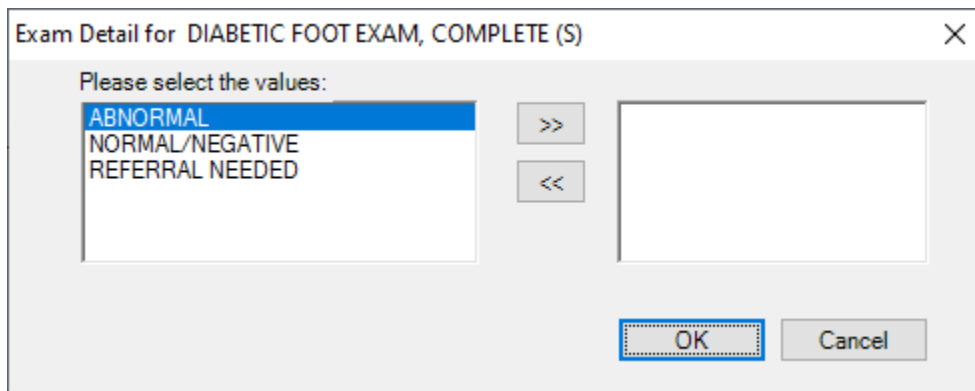 Exam Detail for DIABETIC FOOT EXAM, COMPLETE (S)
Please select the values:
ABNORMAL
NORMAL/NEGATIVE
REFERRAL NEEDED
>>
<<
OK
Cancel